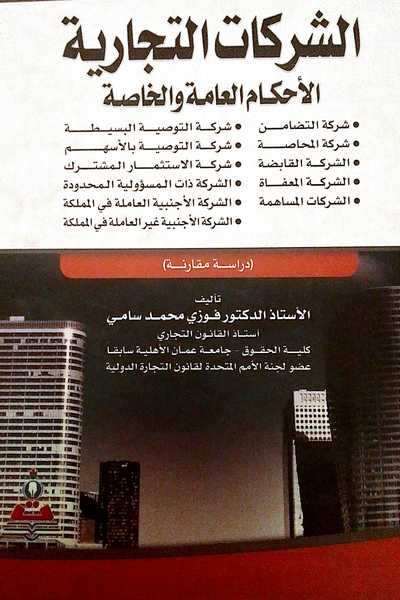 الشركات التجارية
الأحكام العامة والخاصة
• شركة التضامن
• شركة المحاصة
• الشركة القابضة
• الشركة المعفاة
• الشركات المساهمة
• شركة التوصية البسيطة
• شركة التوصية بالأسهم
• شركة الاستثمار المشترك
• الشركة ذات المسؤولية المحدودة
• الشركة الأجنبية العاملة في المملكة
• الشركة الأجنبية غير العاملة في المملكة
(دراسة مقارنة)
تأليف
الأستاذ الدكتور فوزي محمد سامي
أستاذ القانون التجاري
كلية الحقوق - جامعة عمان الأهلية سابقا
عضو لجنة الأمم المتحدة لقانون التجارة الدولية